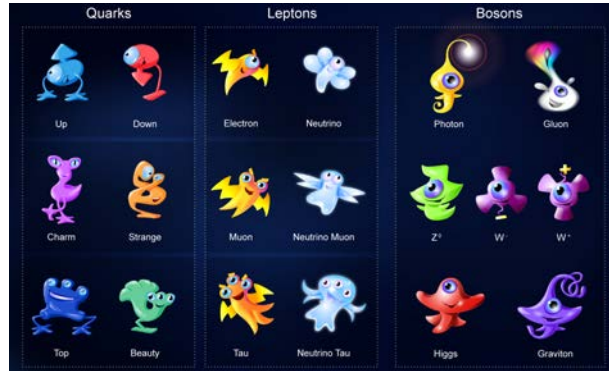 Quarks Leptons Bosons
Up Down Electron Neutrino Photon Gluon
Charm Strange Muon Neutrino Muon Z⁰ W⁻ W⁺
Top Beauty Tau Neutrino Tau Higgs Graviton